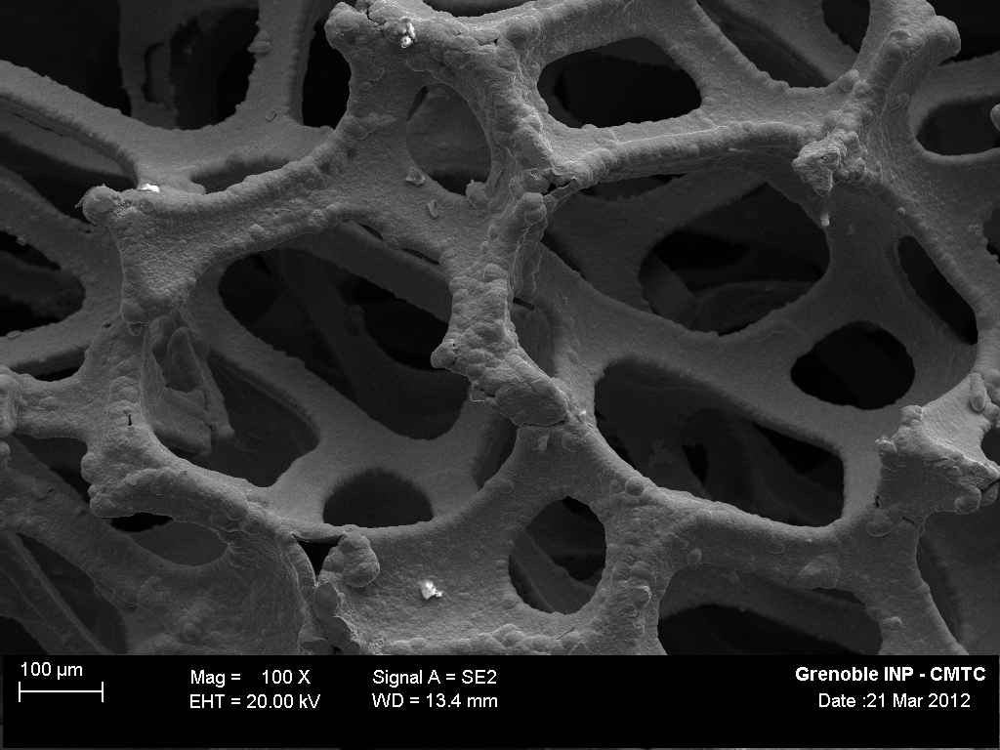 100 µm
Mag = 100 X
EHT = 20.00 kV
Signal A = SE2
WD = 13.4 mm
Grenoble INP - CMTC
Date :21 Mar 2012